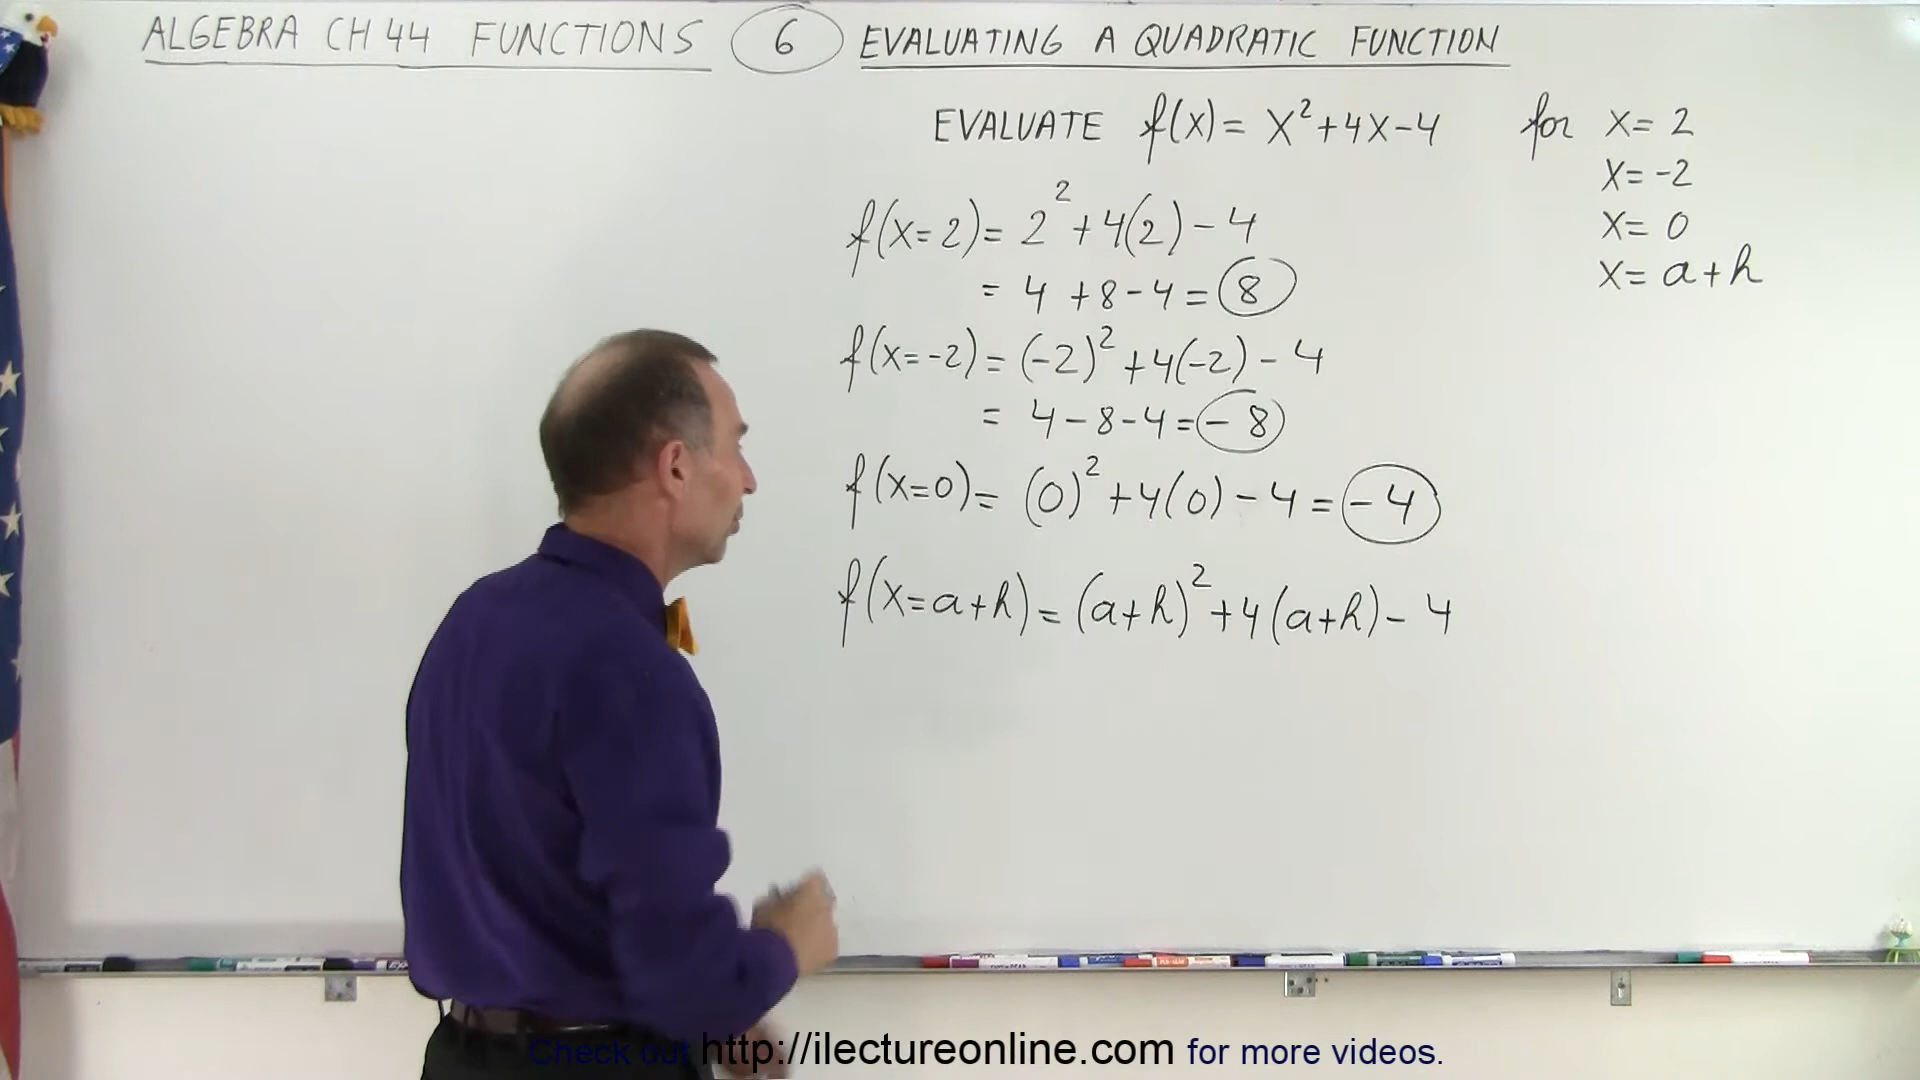 ALGEBRA CH 44 FUNCTIONS 6 EVALUATING A QUADRATIC FUNCTION
EVALUATE f(x) = x²+4x-4 for x = 2
x = -2
x = 0
x = a+h
f(x=2) = 2² + 4(2) - 4
= 4 + 8 - 4 = 8
f(x=-2) = (-2)² + 4(-2) - 4
= 4 - 8 - 4 = -8
f(x=0) = (0)² + 4(0) - 4 = -4
f(x=a+h) = (a+h)² + 4(a+h) - 4
Check out http://ilectureonline.com for more videos.